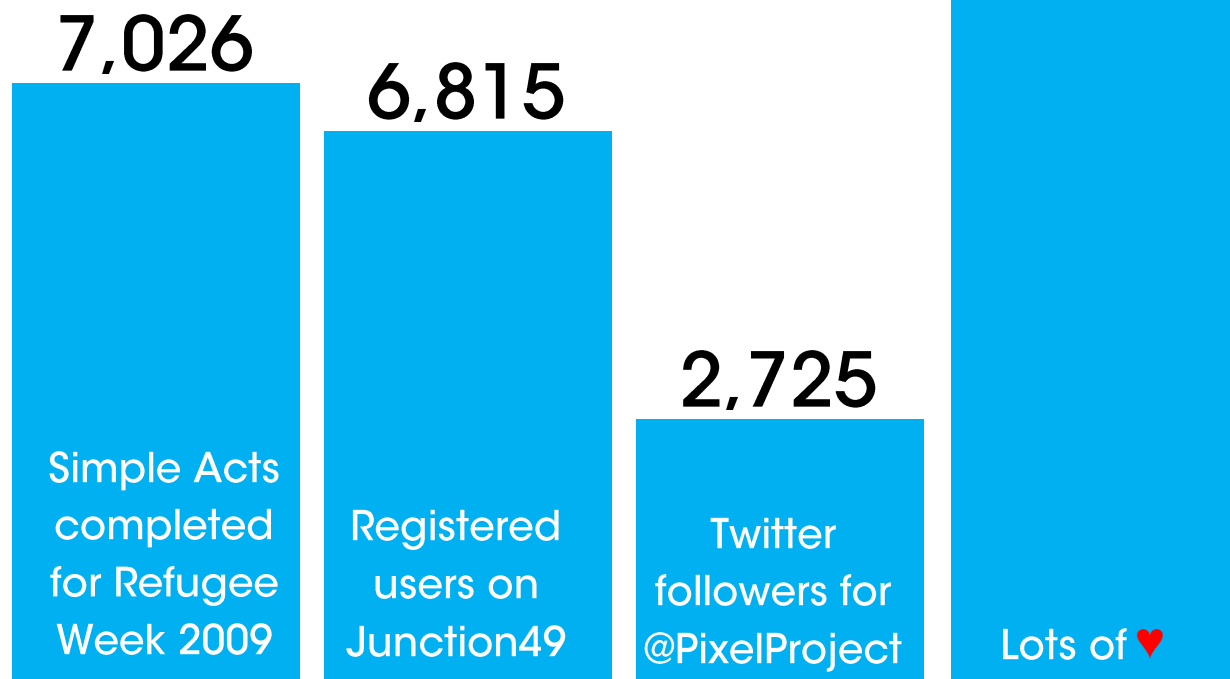 7,026
Simple Acts
completed
for Refugee
Week 2009
6,815
Registered
users on
Junction49
2,725
Twitter
followers for
@PixelProject
Lots of ♥